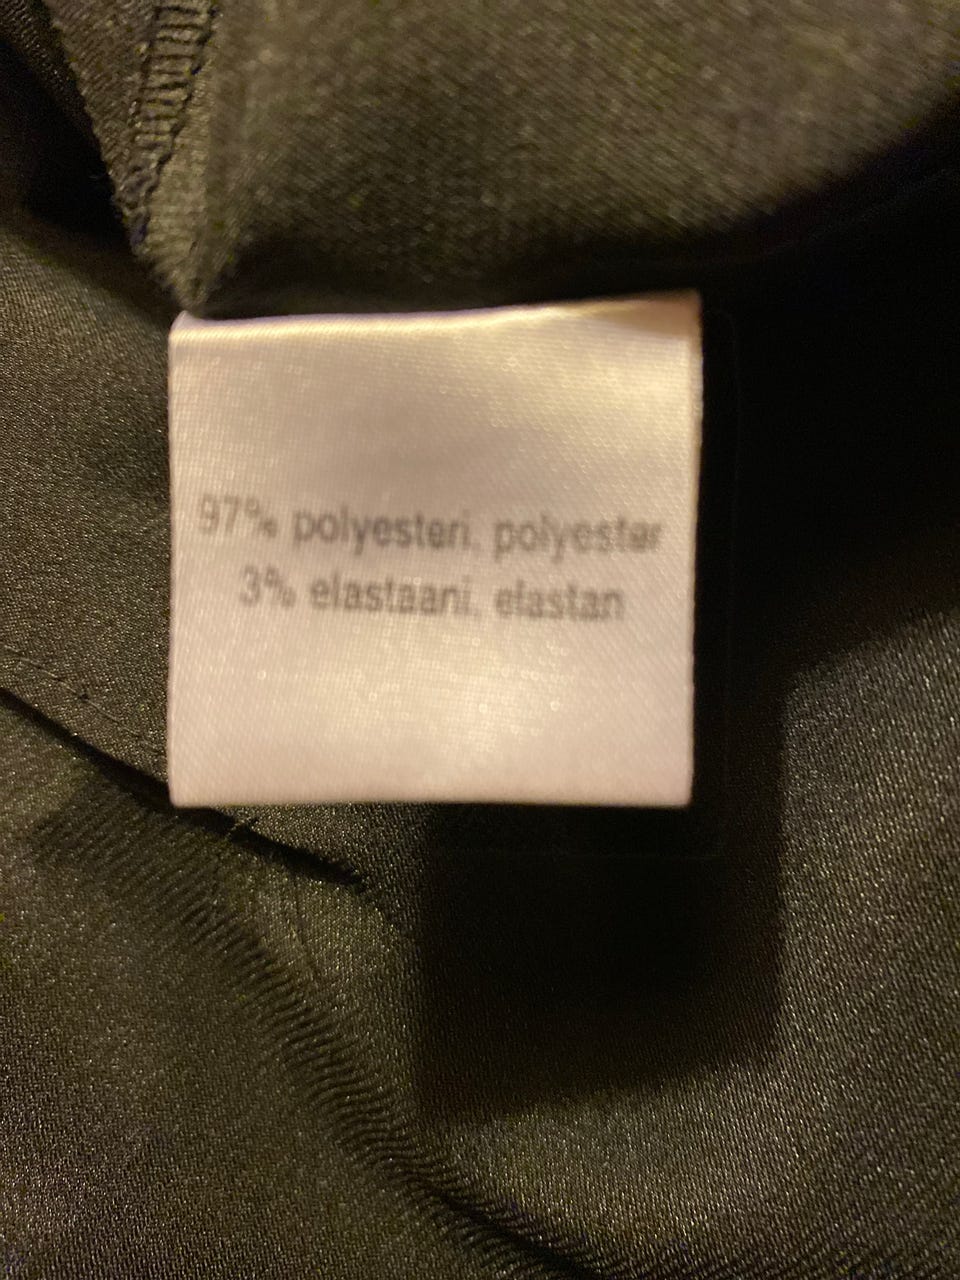 97% polyesteri, polyester
3% elastaani, elastan